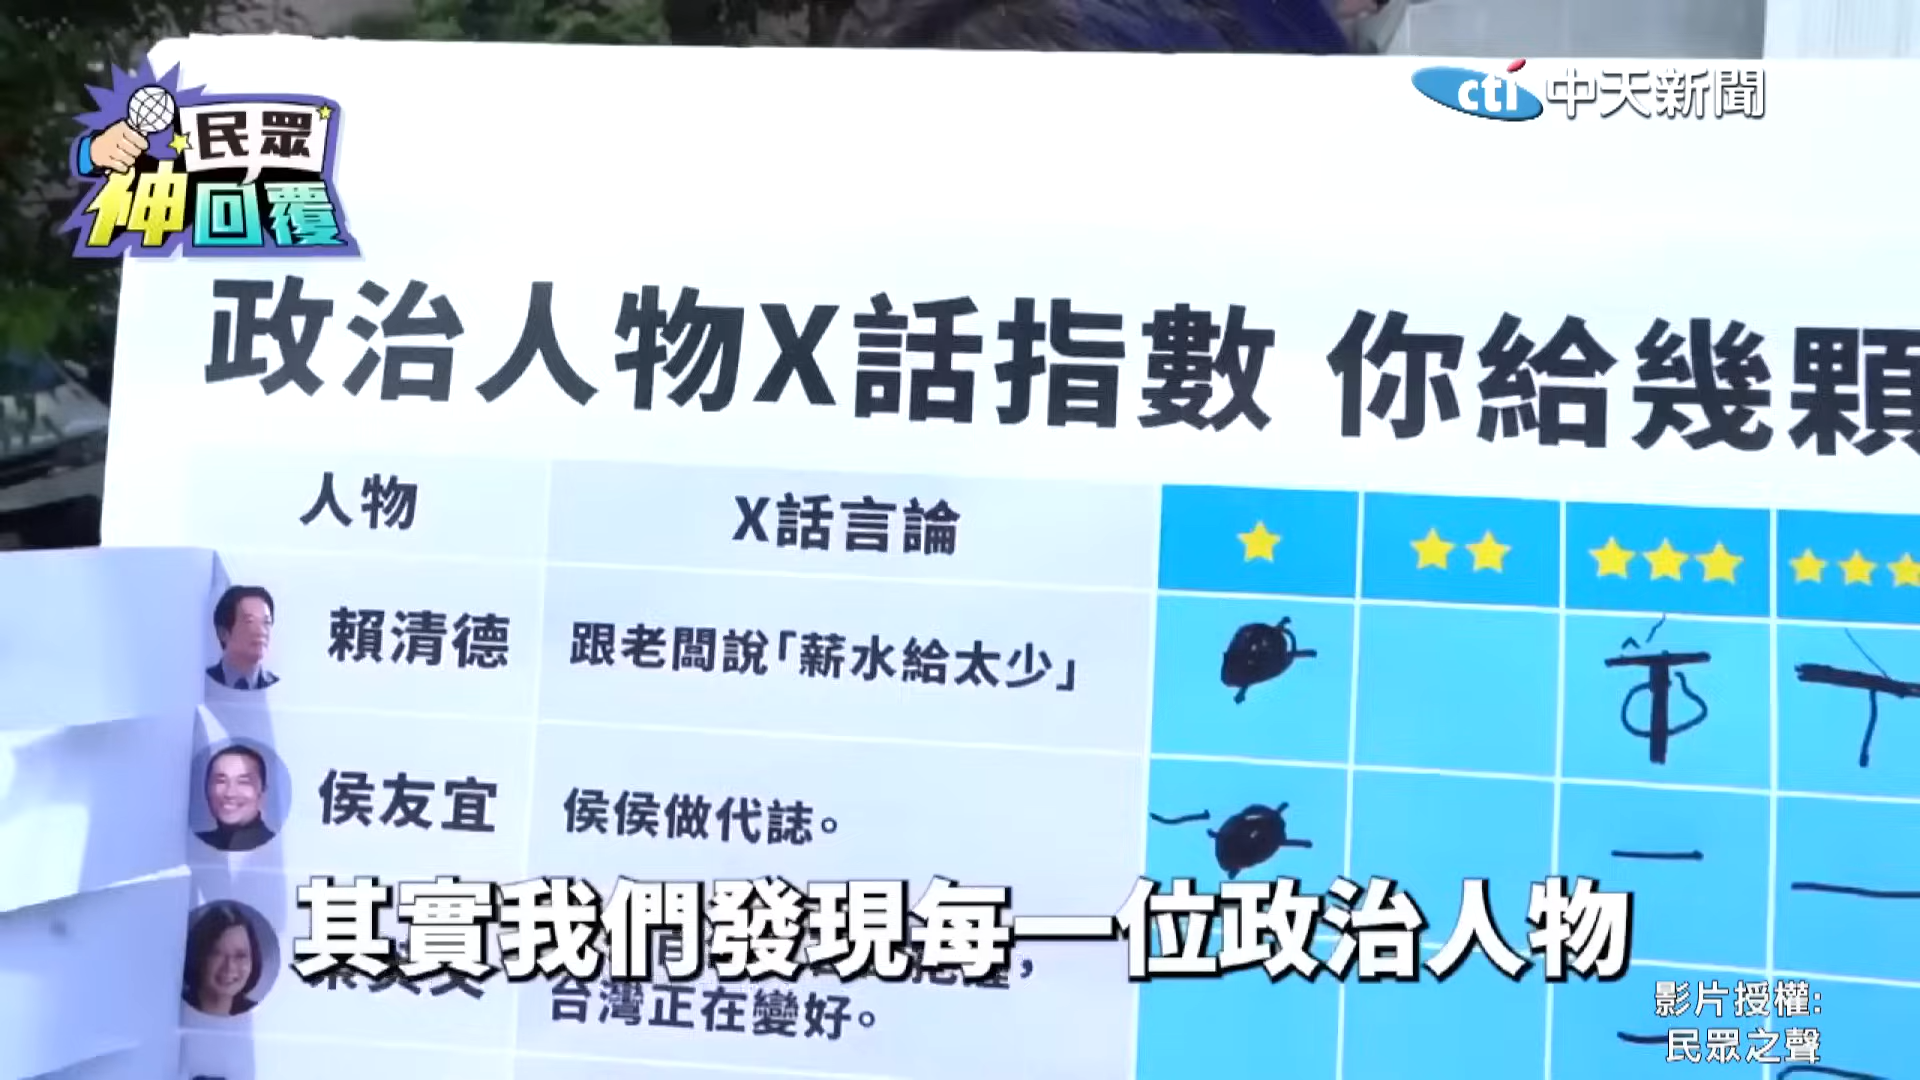 民眾
神回覆
cti 中天新聞
政治人物X話指數 你給幾顆
人物
X話言論
賴清德
跟老闆說「薪水給太少」
侯友宜
侯侯做代誌。
台灣正在變好。
其實我們發現每一位政治人物
影片授權:
民眾之聲